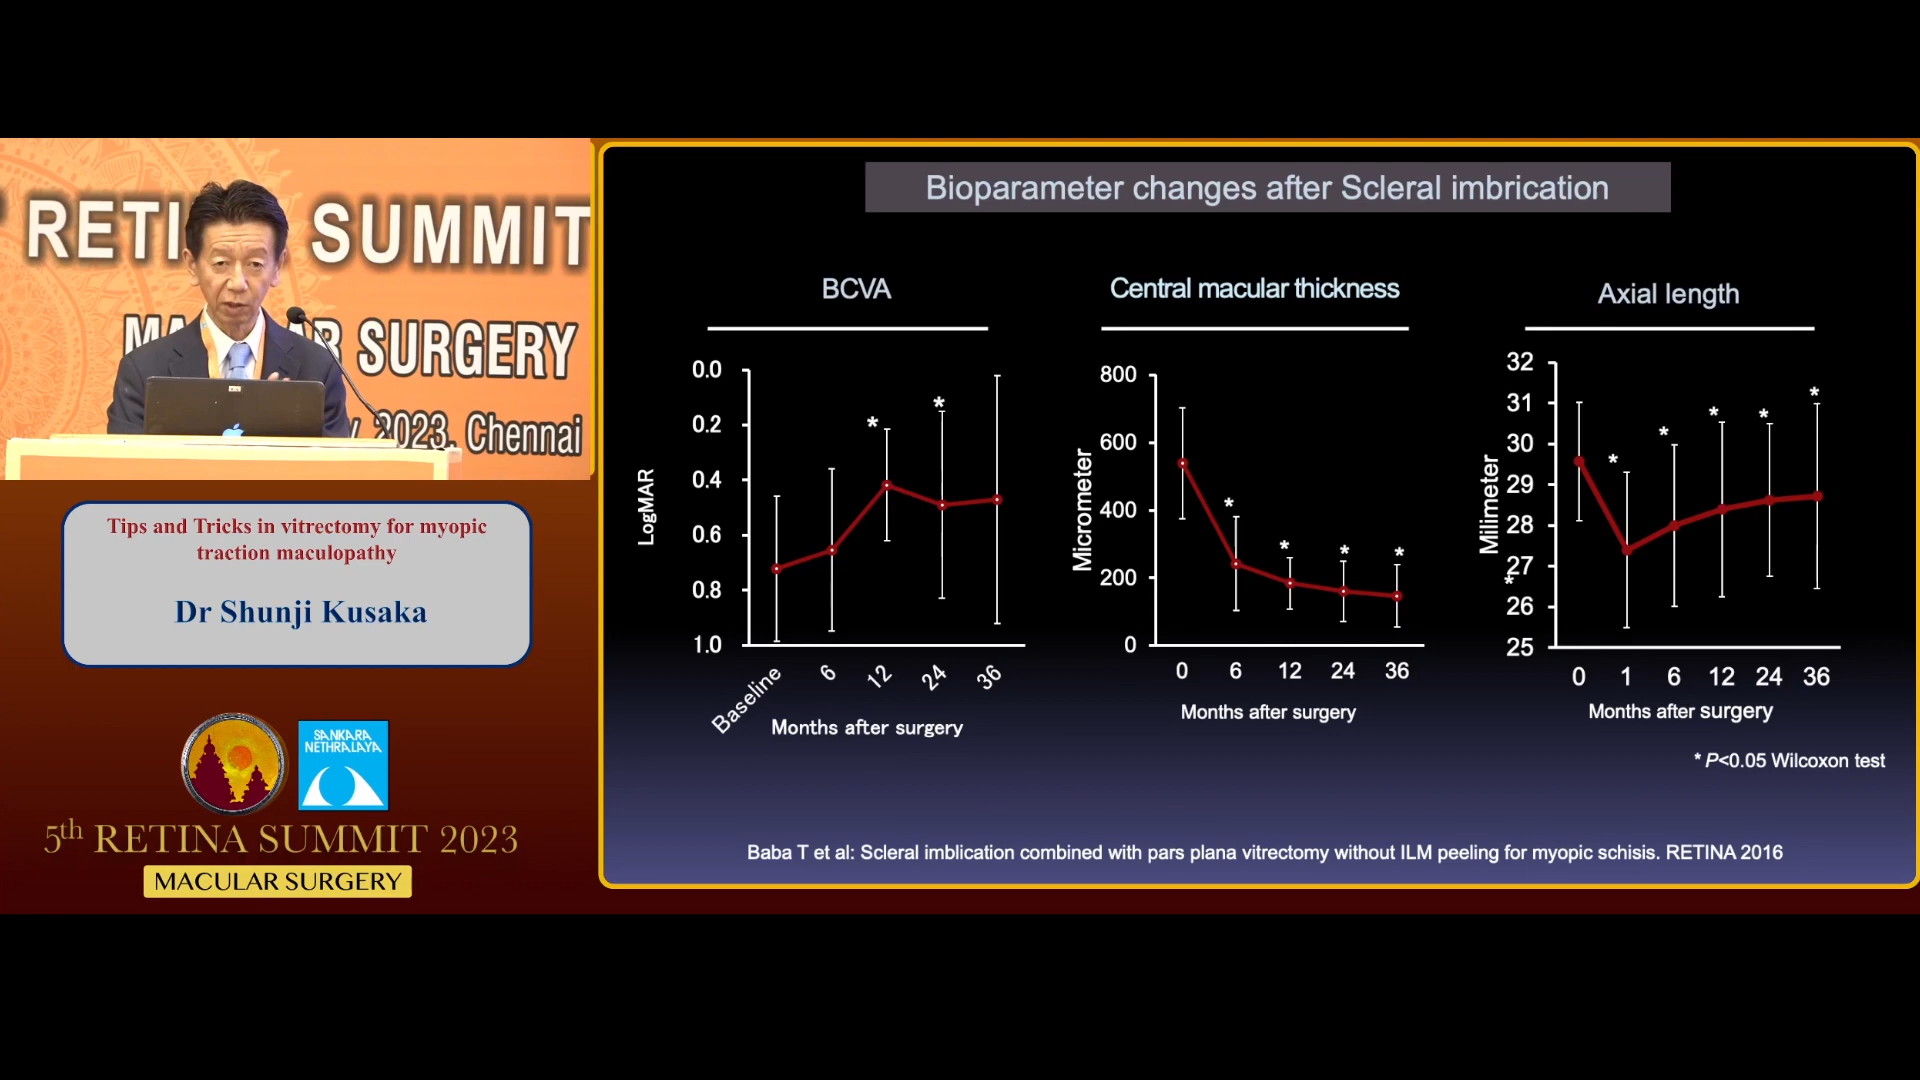 RETI SUMMIT
MA R SURGERY
2023, Chennai
Tips and Tricks in vitrectomy for myopic
traction maculopathy
Dr Shunji Kusaka
SANKARA
NETHRALAYA
5th RETINA SUMMIT 2023
MACULAR SURGERY
Bioparameter changes after Scleral imbrication
BCVA
LogMAR
0.0
0.2
0.4
0.6
0.8
1.0
* *
Baseline 6 12 24 36
Months after surgery
Central macular thickness
Micrometer
800
600
400
200
0
* * * *
0 6 12 24 36
Months after surgery
Axial length
Milimeter
32
31
30
29
28
27
26
25
* * * * * *
0 1 6 12 24 36
Months after surgery
* P<0.05 Wilcoxon test
Baba T et al: Scleral imblication combined with pars plana vitrectomy without ILM peeling for myopic schisis. RETINA 2016